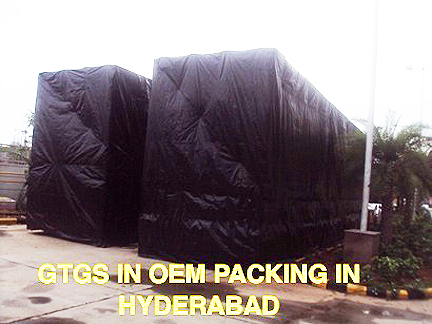 GTGS IN OEM PACKING IN
HYDERABAD